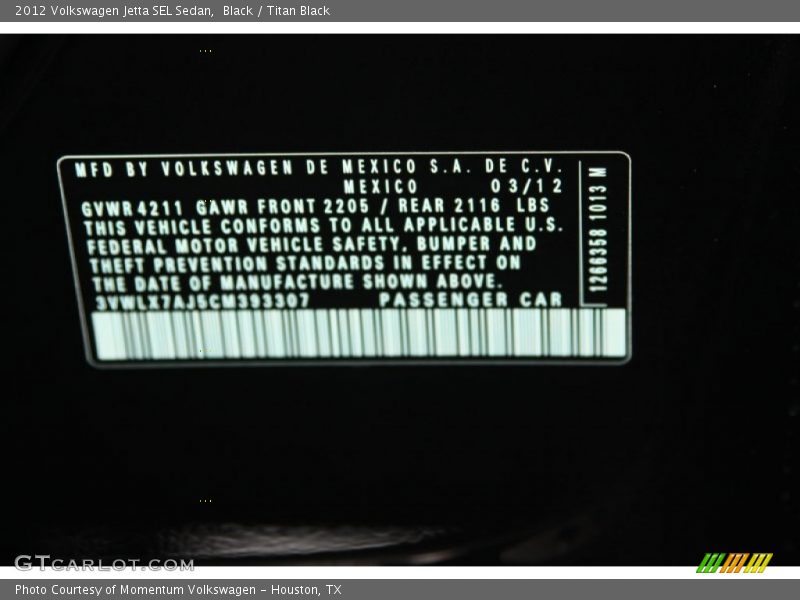 2012 Volkswagen Jetta SEL Sedan, Black / Titan Black
MFD BY VOLKSWAGEN DE MEXICO S.A. DE C.V.
MEXICO 03/12
GVWR 4211 GAWR FRONT 2205 / REAR 2116 LBS
THIS VEHICLE CONFORMS TO ALL APPLICABLE U.S.
FEDERAL MOTOR VEHICLE SAFETY, BUMPER AND
THEFT PREVENTION STANDARDS IN EFFECT ON
THE DATE OF MANUFACTURE SHOWN ABOVE.
3VWLX7AJ5CM393307 PASSENGER CAR
1266358 1013 M
GTCARLOT.COM
Photo Courtesy of Momentum Volkswagen - Houston, TX